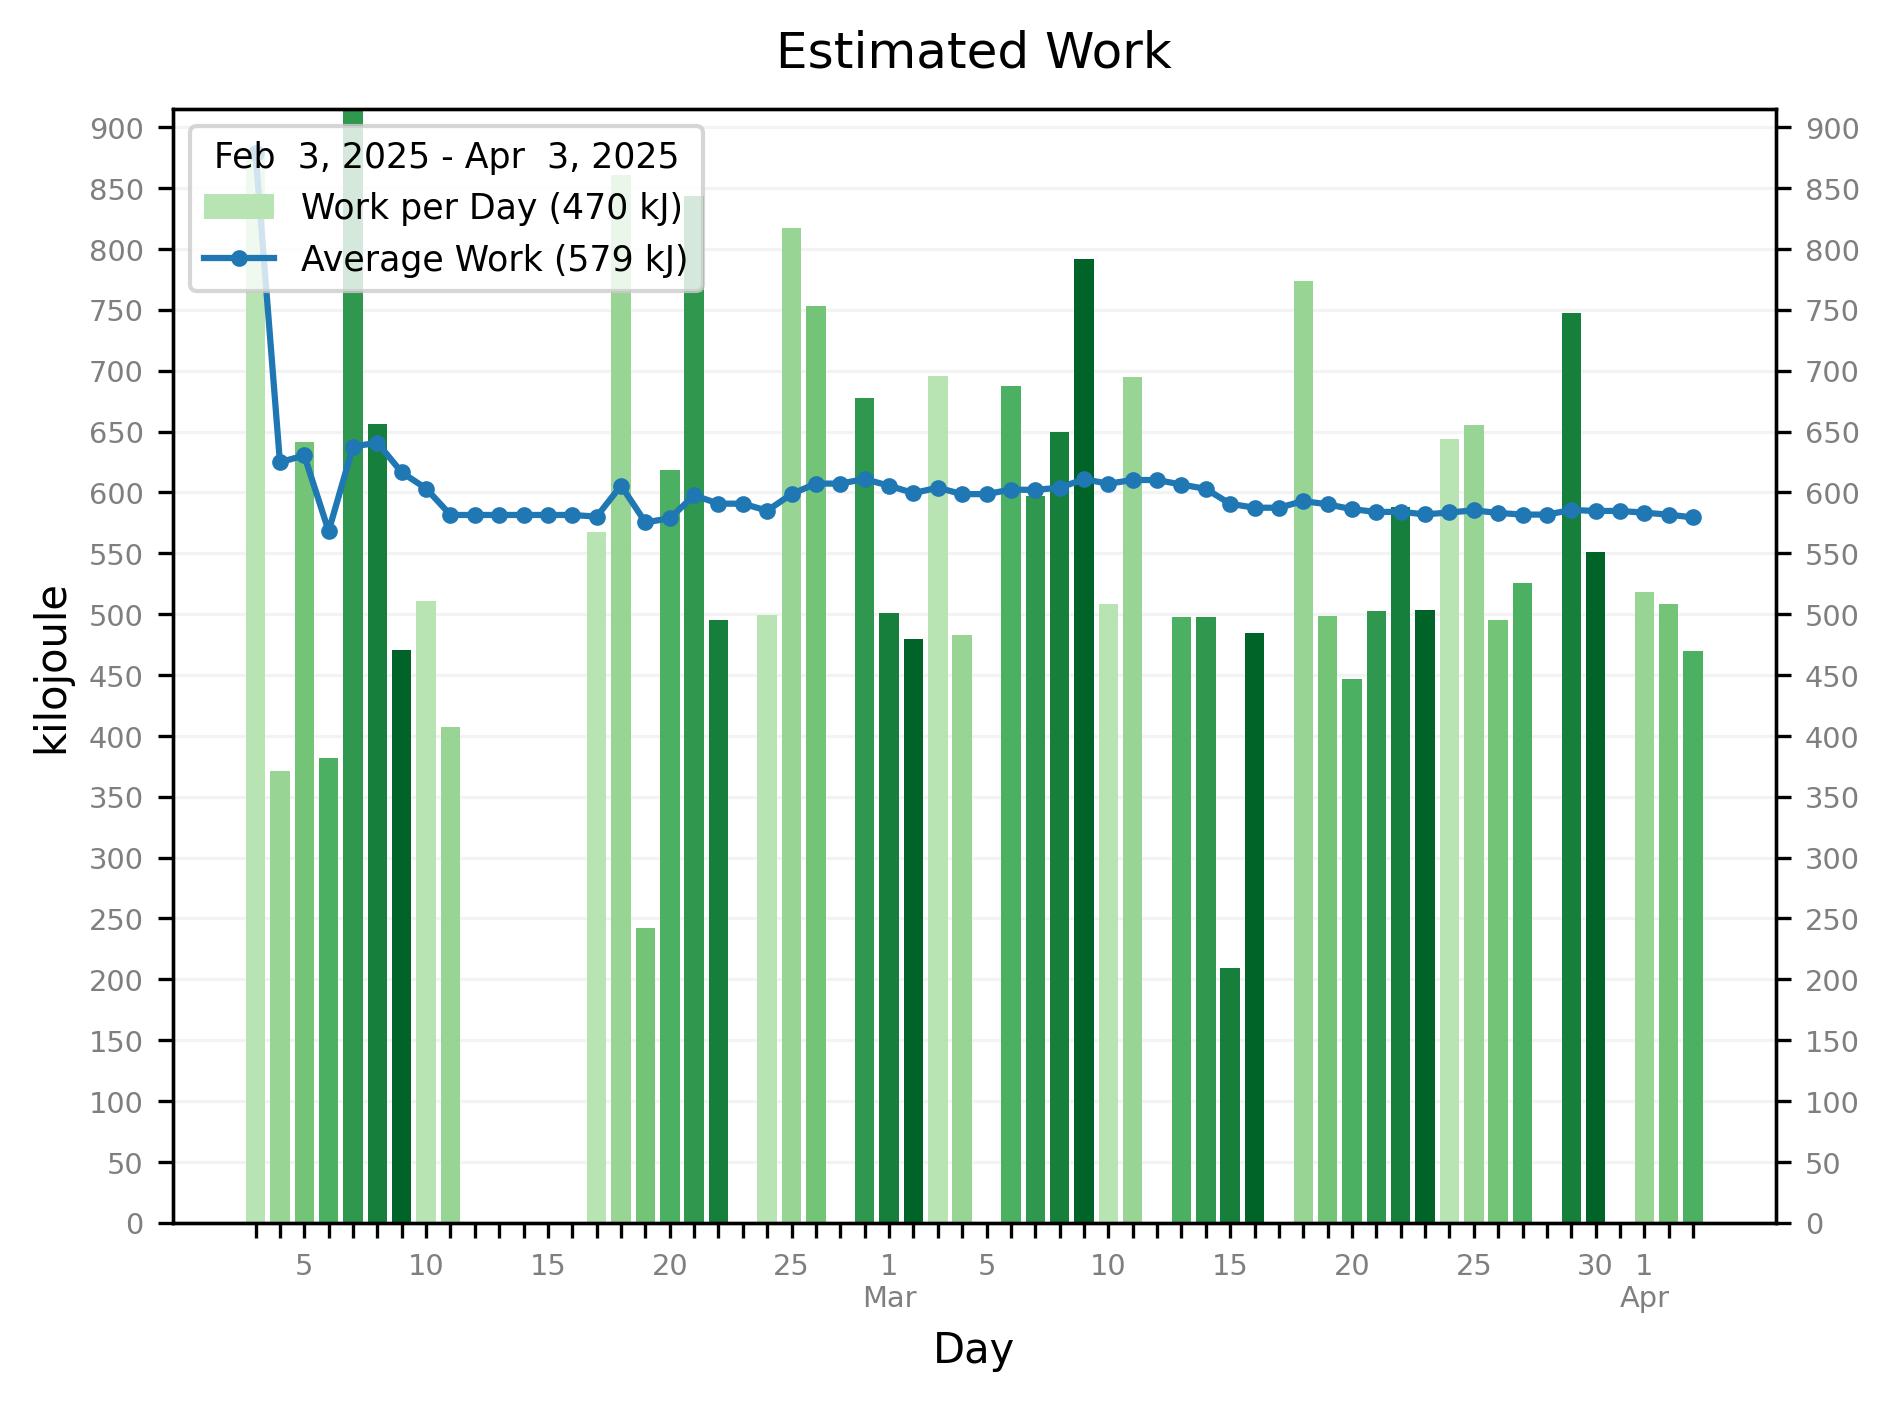 Estimated Work
Feb  3, 2025 - Apr  3, 2025
Work per Day (470 kJ)
Average Work (579 kJ)
900 900
850 850
800 800
750 750
700 700
650 650
600 600
550 550
500 500
450 450
400 400
350 350
300 300
250 250
200 200
150 150
100 100
50 50
0 0
kilojoule
5 10 15 20 25 1 5 10 15 20 25 30 1
Mar Apr
Day